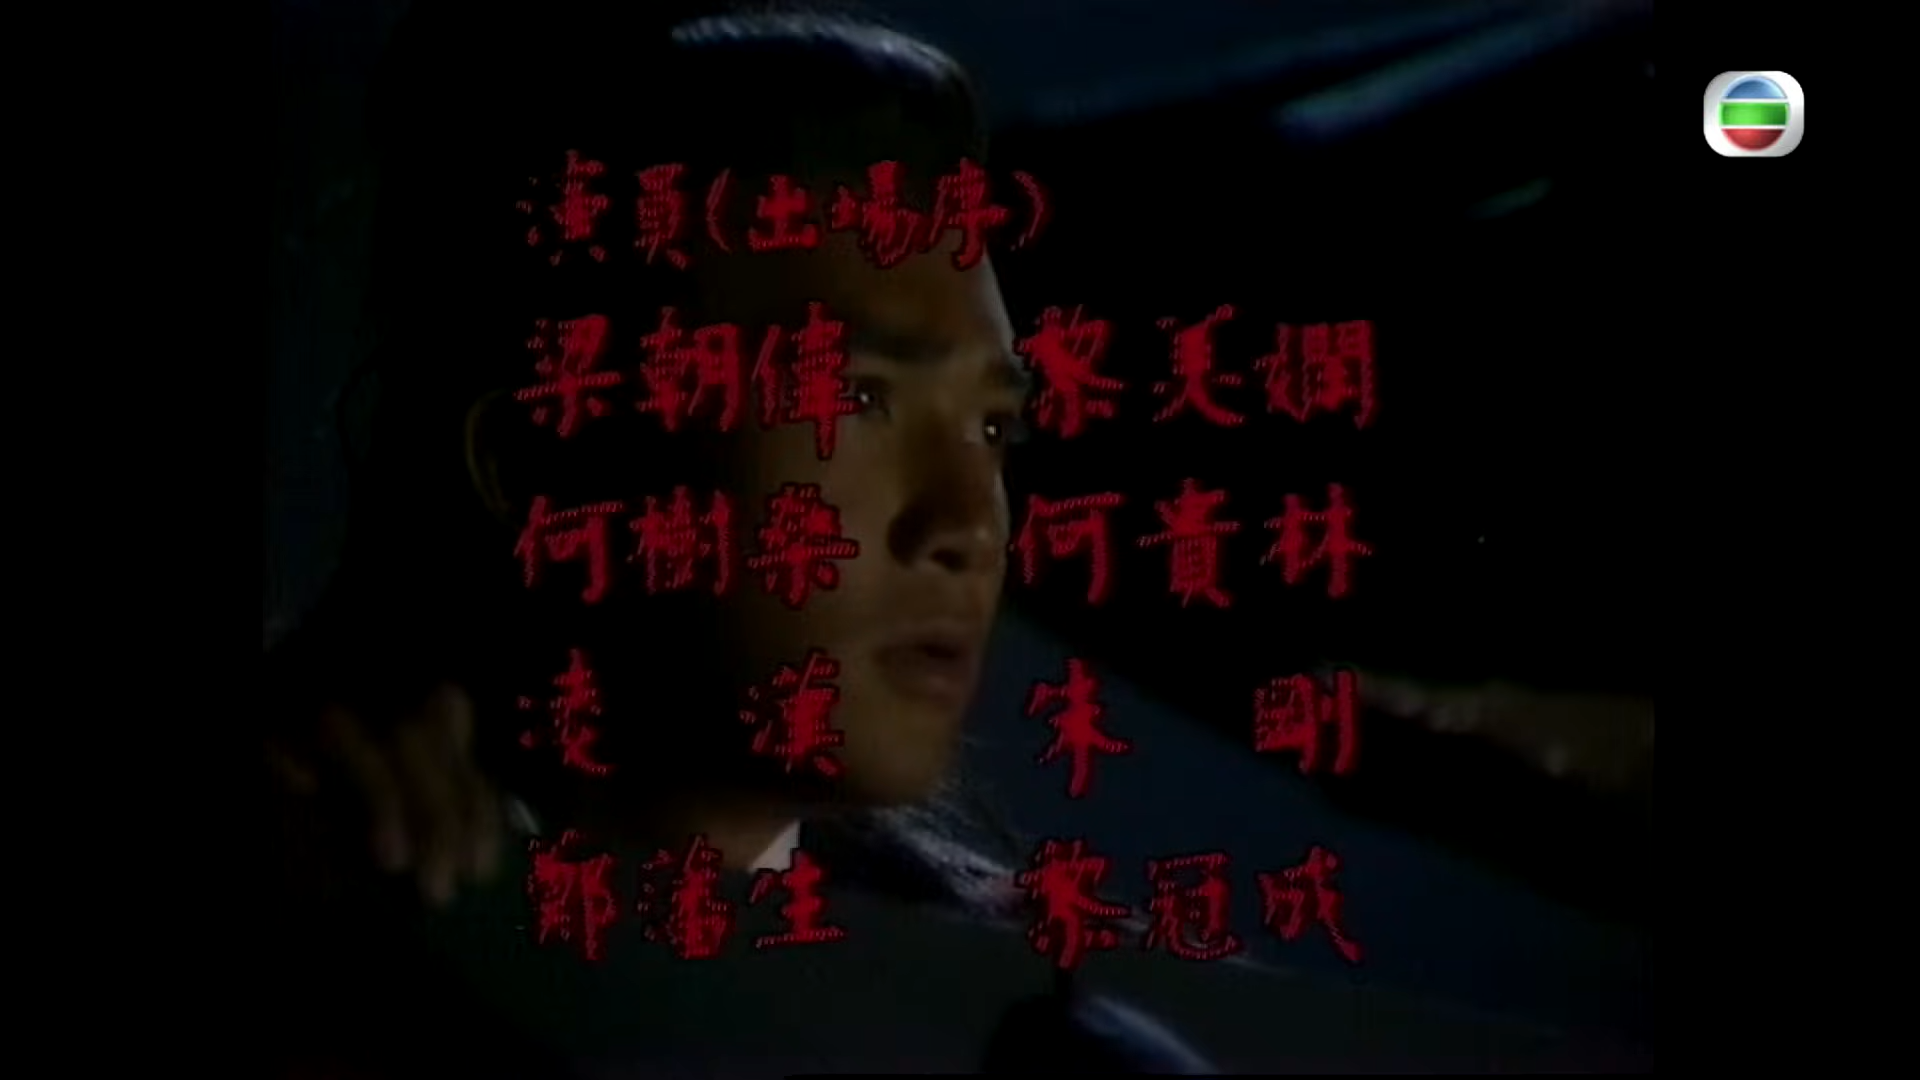 演員(出場序)
梁朝偉 黎美嫻
何樹燊 何貴林
凌漢 朱剛
鄭藩生 黎冠成